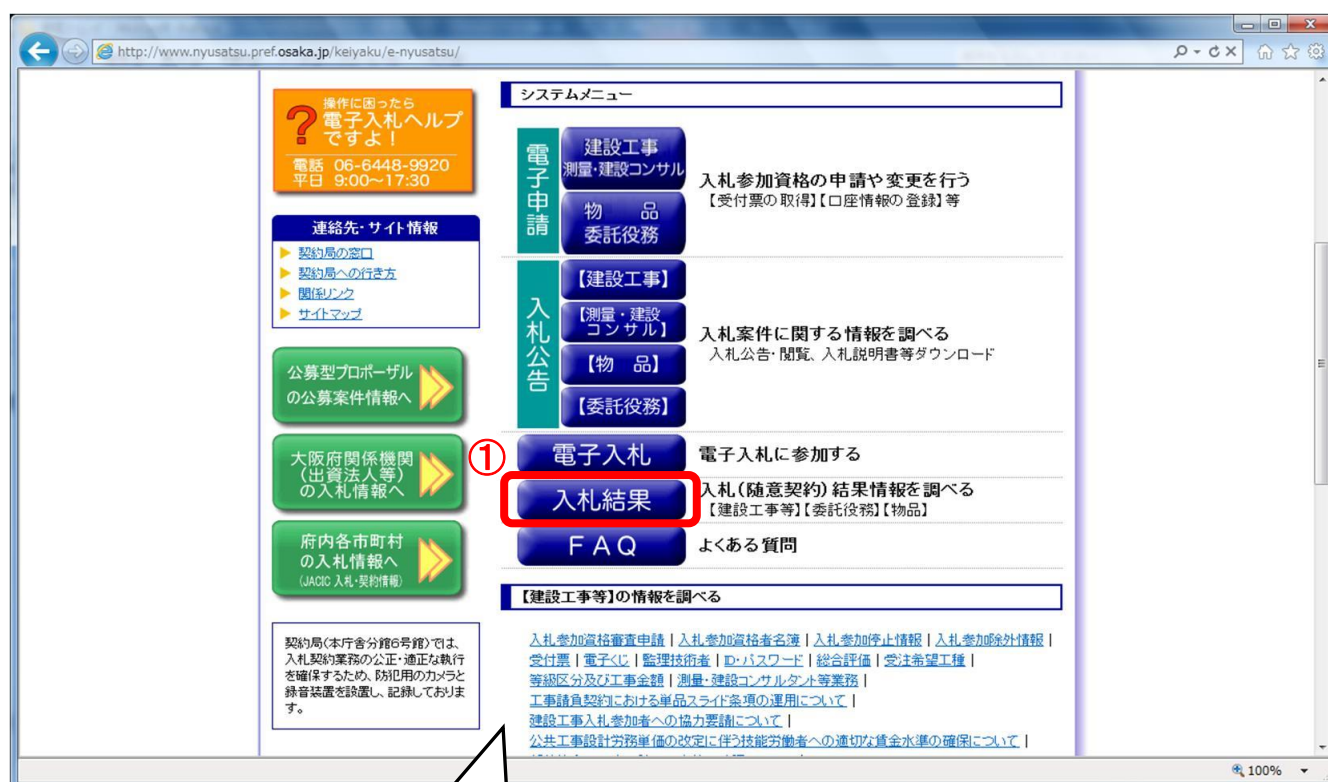 http://www.nyusatsu.pref.osaka.jp/keiyaku/e-nyusatsu/
?
操作に困ったら
電子入札ヘルプ
ですよ！
電話 06-6448-9920
平日 9:00～17:30
連絡先・サイト情報
契約局の窓口
契約局への行き方
関係リンク
サイトマップ
公募型プロポーザル
の公募案件情報へ
大阪府関係機関
(出資法人等)
の入札情報へ
府内各市町村
の入札情報へ
(JACIC 入札・契約情報)
契約局(本庁舎分館6号館)では、
入札契約業務の公正・適正な執行
を確保するため、防犯用のカメラと
録音装置を設置し、記録しておりま
す。
システムメニュー
電子申請
建設工事
測量・建設コンサル
物　品
委託役務
入札参加資格の申請や変更を行う
【受付票の取得】【口座情報の登録】等
入札公告
【建設工事】
【測量・建設
コンサル】
【物　品】
【委託役務】
入札案件に関する情報を調べる
入札公告・閲覧、入札説明書等ダウンロード
①
電子入札
電子入札に参加する
入札結果
入札(随意契約)結果情報を調べる
【建設工事等】【委託役務】【物品】
ＦＡＱ
よくある質問
【建設工事等】の情報を調べる
入札参加資格審査申請 | 入札参加資格者名簿 | 入札参加停止情報 | 入札参加除外情報 |
受付票 | 電子くじ | 監理技術者 | ID・パスワード | 総合評価 | 受注希望工種 |
等級区分及び工事金額 | 測量・建設コンサルタント等業務 |
工事請負契約における単品スライド条項の運用について |
建設工事入札参加者への協力要請について |
公共工事設計労務単価の改定に伴う技能労働者への適切な賃金水準の確保について |
100%